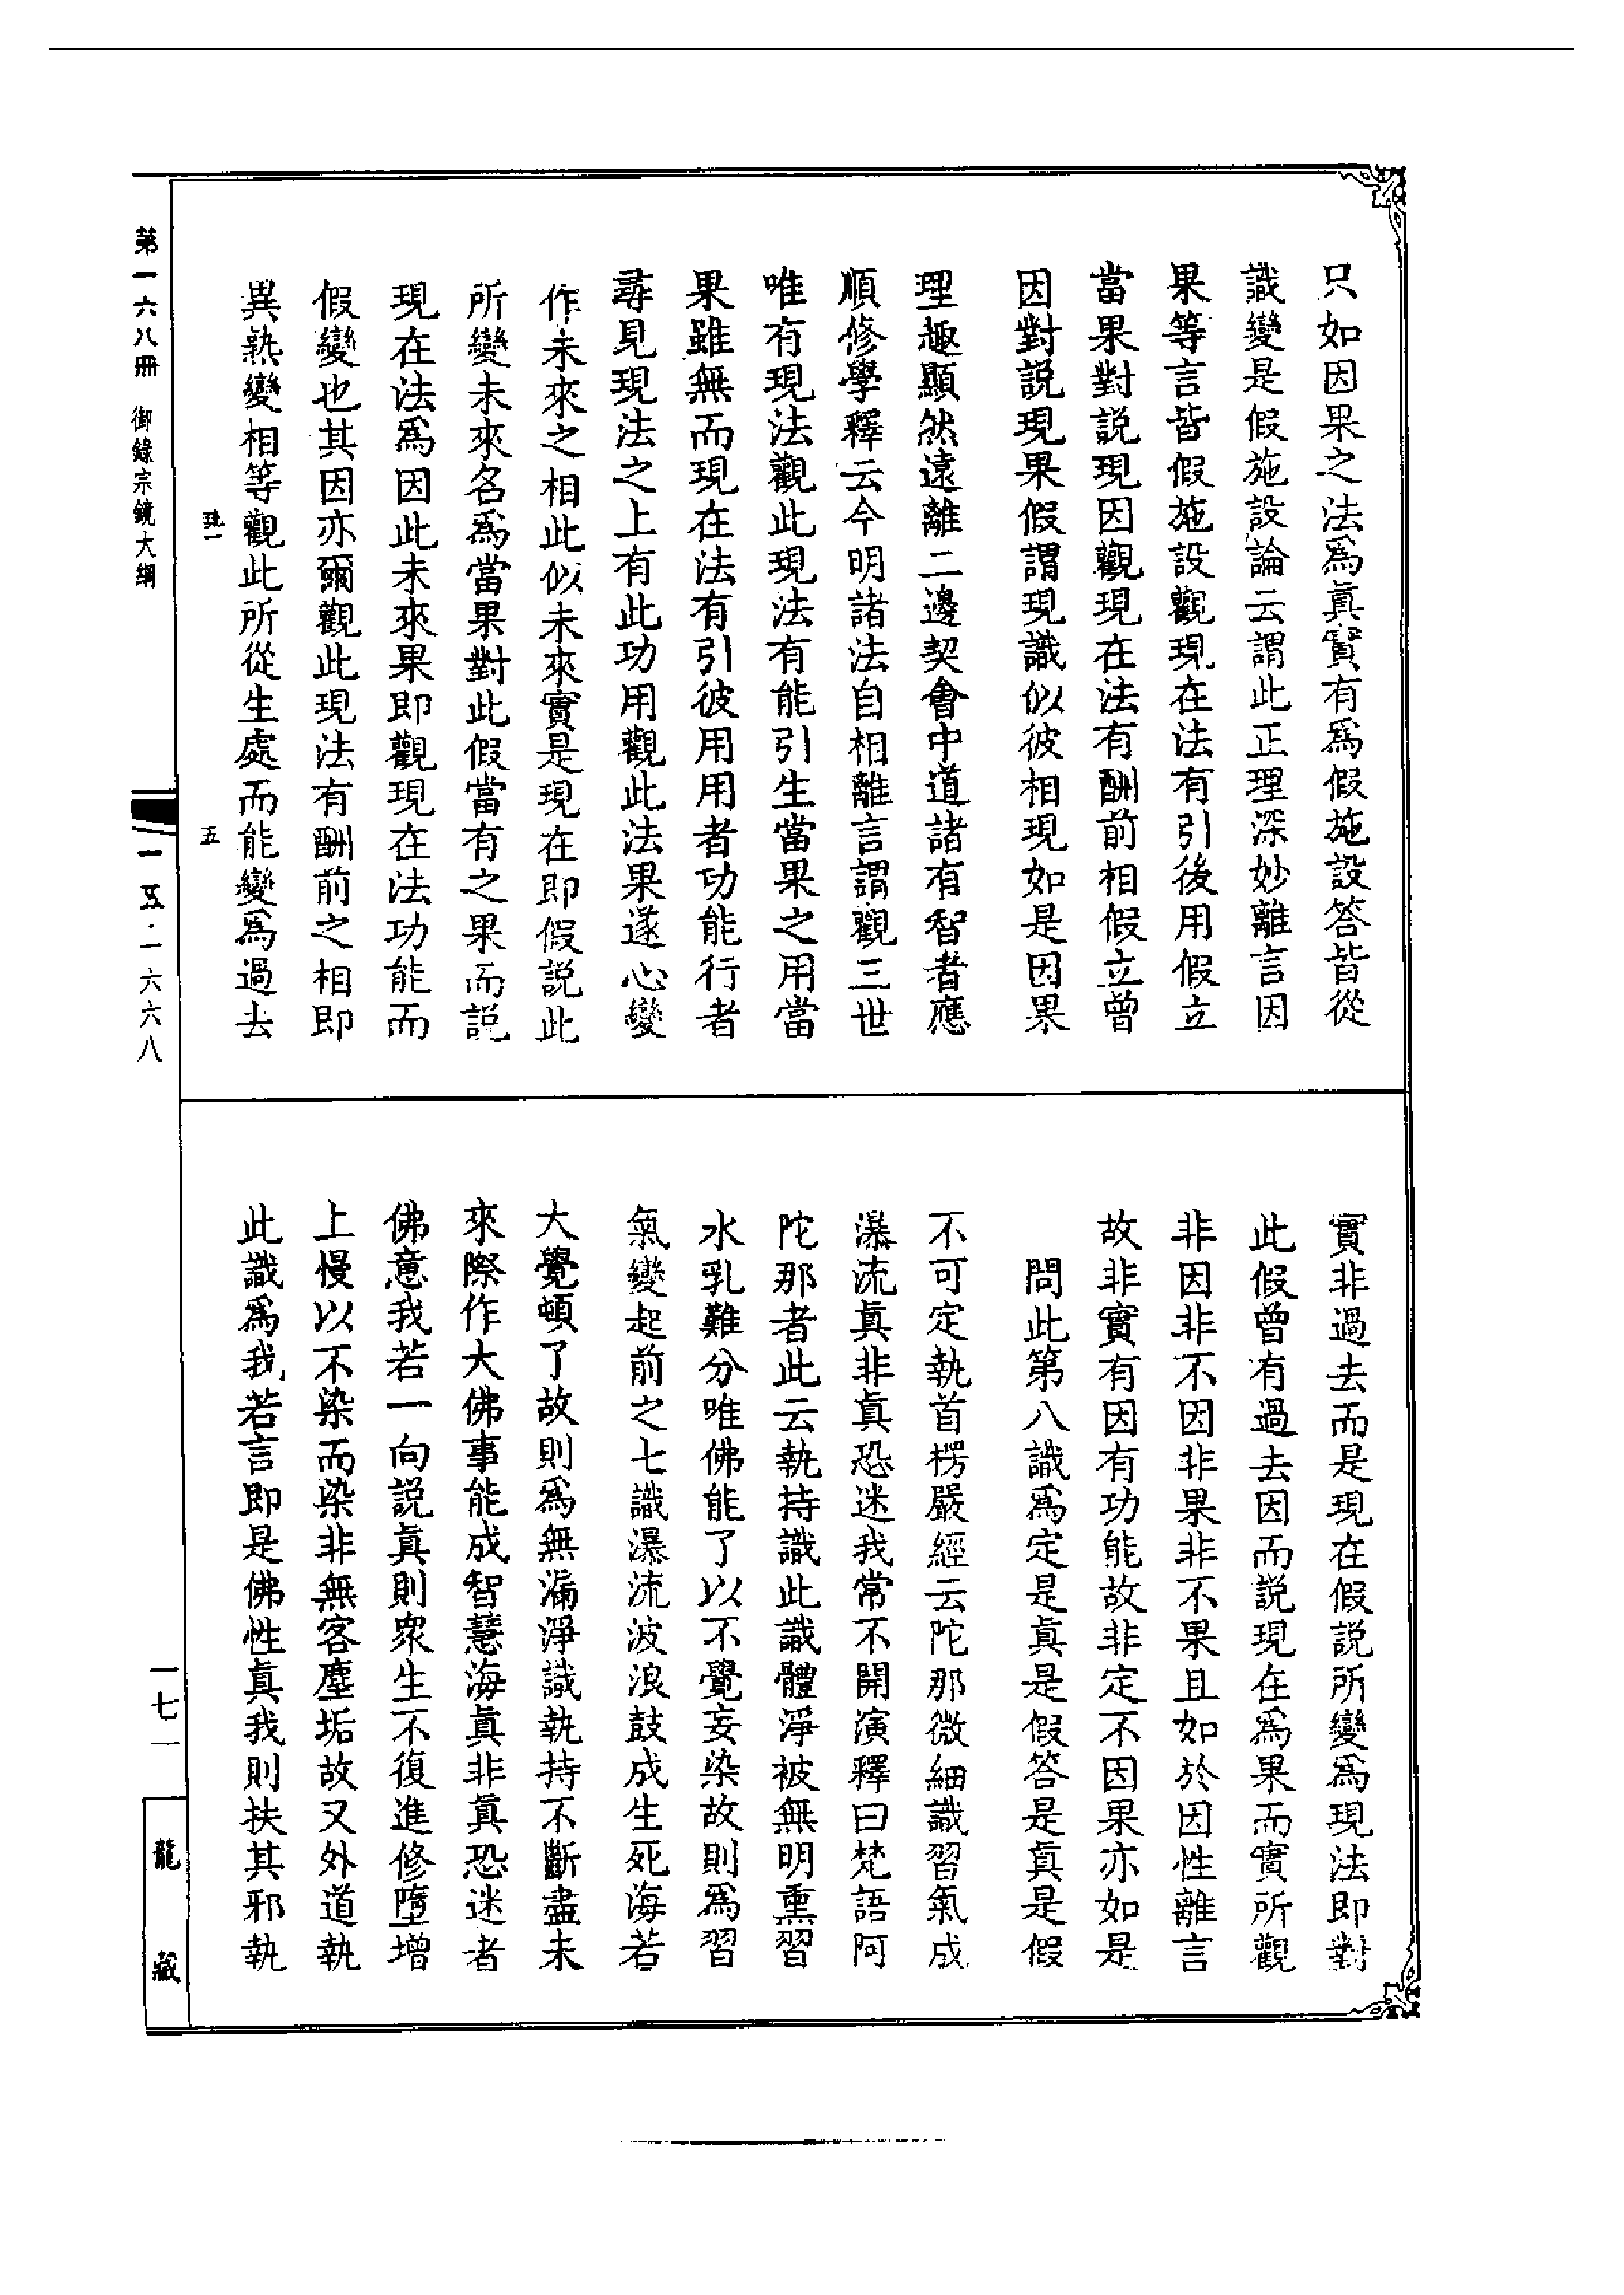 只如因果之法爲眞實有爲假施設答皆從
識變是假施設論云謂此正理深妙離言因
果等言皆假施設觀現在法有引後用假立
當果對説現因觀現在法有酬前相假立曾
因對説現果假謂現識似彼相現如是因果
理趣顯然遠離二邊契會中道諸有智者應
順修學釋云今明諸法自相離言謂觀三世
唯有現法觀此現法有能引生當果之用當
果雖無而現在法有引彼用用者功能行者
尋見現法之上有此功用觀此法果遂心變
作未來之相此似未來實是現在即假説此
所變未來名爲當果對此假當有之果而説
現在法爲因此未來果即觀現在法功能而
假變也其因亦爾觀此現法有酬前之相即
異熟變相等觀此所從生處而能變爲過去
五
實非過去而是現在假説所變爲現法即對
此假曾有過去因而説現在爲果而實所觀
非因非不因非果非不果且如於因性離言
故非實有因有功能故非定不因果亦如是
問此第八識爲定是眞是假答是眞是假
不可定執首楞嚴經云陀那微細識習氣成
瀑流眞非眞恐迷我常不開演釋曰梵語阿
陀那者此云執持識此識體淨被無明熏習
水乳難分唯佛能了以不覺妄染故則爲習
氣變起前之七識瀑流波浪鼓成生死海若
大覺頓了故則爲無漏淨識執持不斷盡未
來際作大佛事能成智慧海眞非眞恐迷者
佛意我若一向説眞則衆生不復進修墮增
上慢以不染而染非無客塵垢故又外道執
此識爲我若言即是佛性眞我則扶其邪執
第一六八冊 御錄宗鏡大綱
一五·一六六八
一七一
龍藏